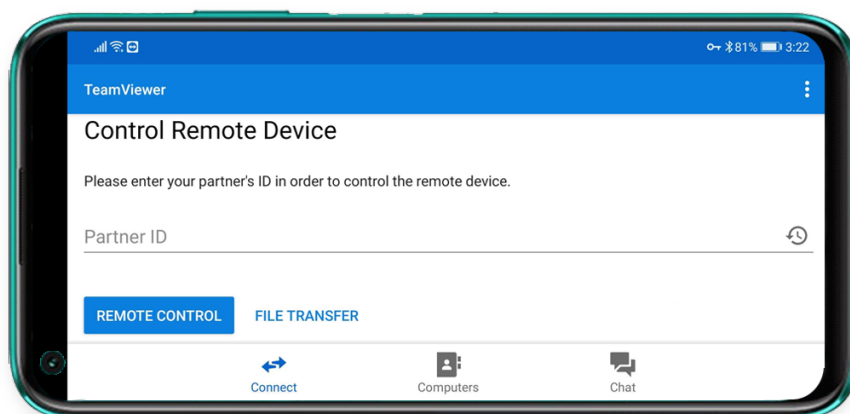 81% 3:22
TeamViewer
Control Remote Device
Please enter your partner's ID in order to control the remote device.
Partner ID
REMOTE CONTROL FILE TRANSFER
Connect Computers Chat